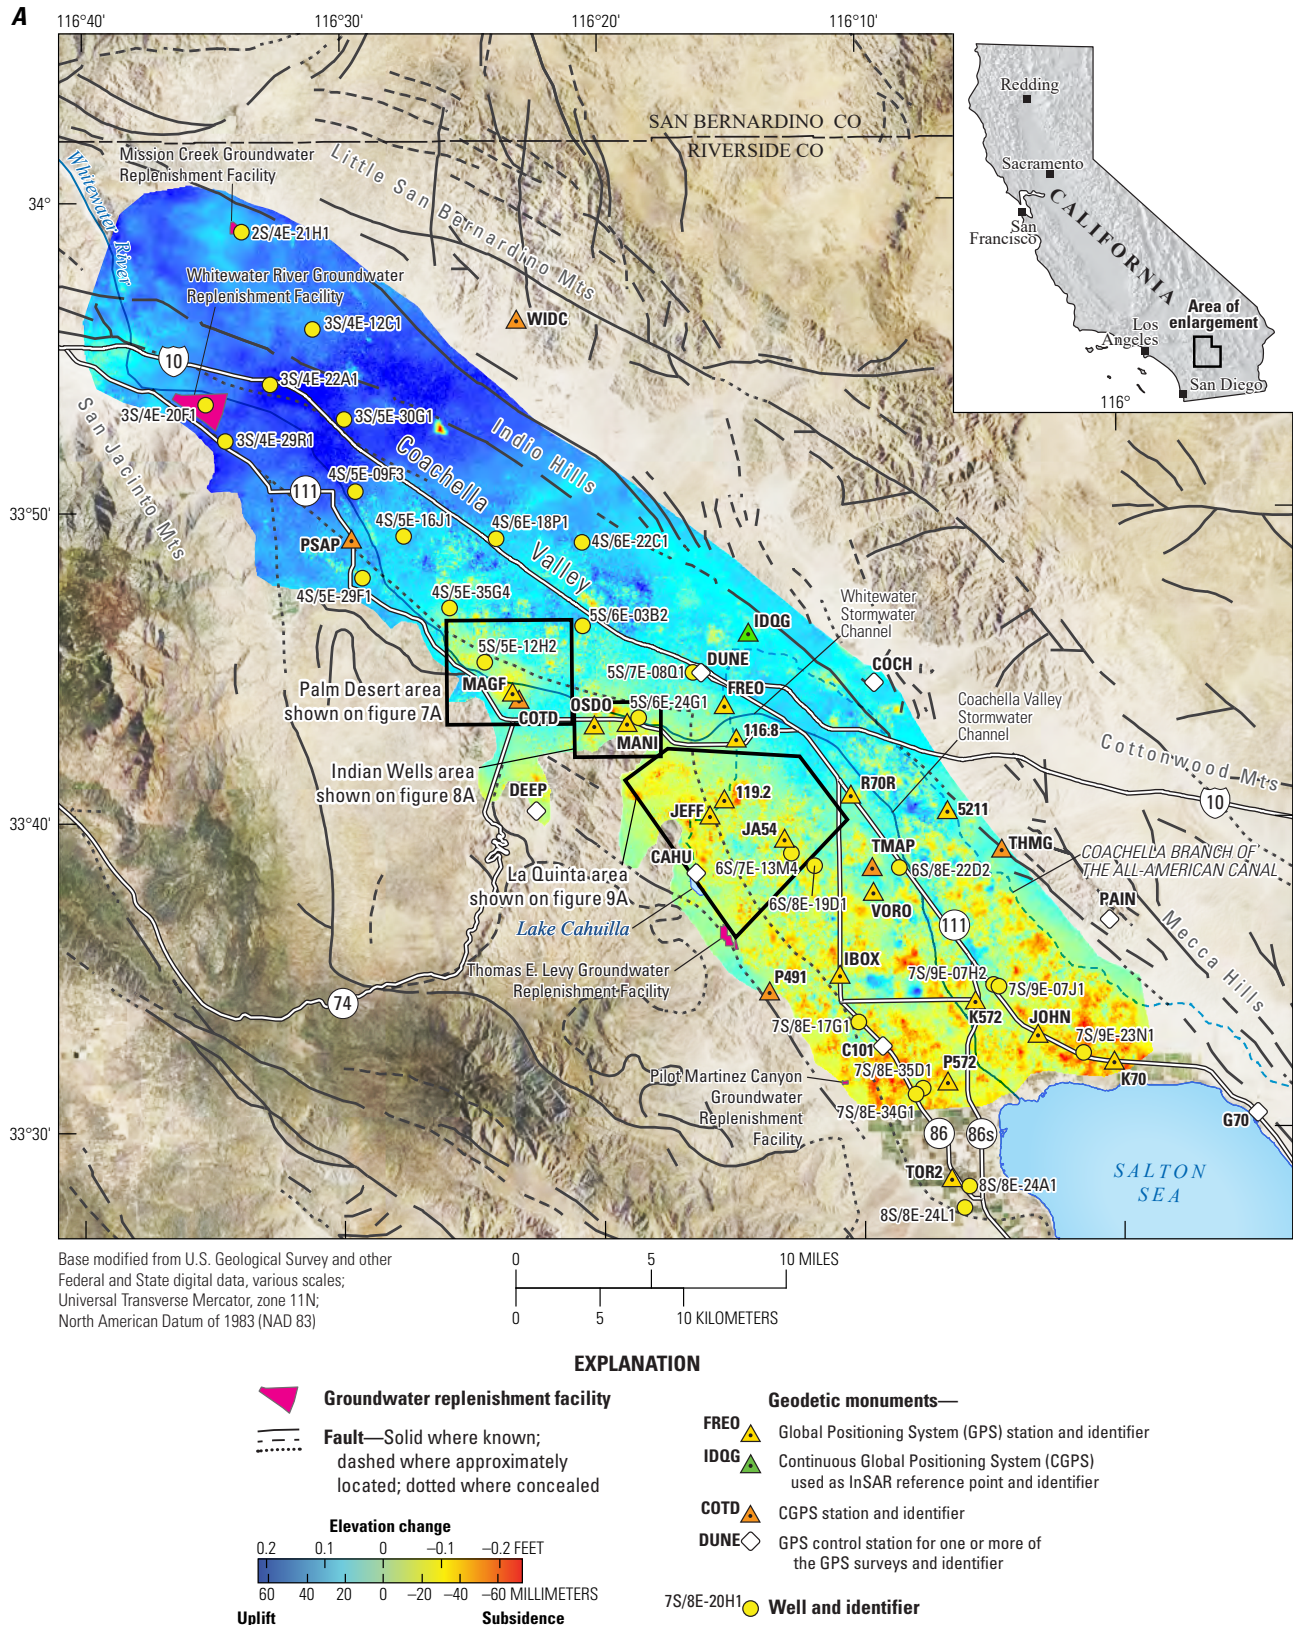 A
116°40'
116°30'
116°20'
116°10'
SAN BERNARDINO CO
RIVERSIDE CO
Mission Creek Groundwater
Replenishment Facility
Whitewater River
Little San Bernardino Mts
34°
2S/4E-21H1
Whitewater River Groundwater
Replenishment Facility
WIDC
3S/4E-12C1
10
3S/4E-22A1
3S/4E-20F1
3S/5E-30G1
3S/4E-29R1
San Jacinto Mts
Coachella Valley
Indio Hills
4S/5E-09F3
111
33°50'
4S/5E-16J1
4S/6E-18P1
4S/6E-22C1
PSAP
4S/5E-29F1
4S/5E-35G4
5S/6E-03B2
Whitewater
Stormwater
Channel
IDQG
5S/5E-12H2
5S/7E-08Q1
DUNE
COCH
Palm Desert area
shown on figure 7A
MAGF
COTD
OSDO
5S/6E-24G1
FREO
MANI
116.8
Coachella Valley
Stormwater
Channel
Cottonwood Mts
10
Indian Wells area
shown on figure 8A
DEEP
33°40'
119.2
JEFF
JA54
R70R
5211
CAHU
6S/7E-13M4
TMAP
6S/8E-22D2
THMG
COACHELLA BRANCH OF
THE ALL-AMERICAN CANAL
La Quinta area
shown on figure 9A
6S/8E-19D1
VORO
PAIN
Lake Cahuilla
111
Mecca Hills
Thomas E. Levy Groundwater
Replenishment Facility
P491
IBOX
7S/9E-07H2
7S/9E-07J1
74
7S/8E-17G1
K572
JOHN
7S/9E-23N1
C101
P572
K70
Pilot Martinez Canyon
Groundwater
Replenishment
Facility
7S/8E-35D1
7S/8E-34G1
G70
33°30'
86
86s
TOR2
8S/8E-24A1
8S/8E-24L1
SALTON
SEA
Redding
Sacramento
San
Francisco
CALIFORNIA
Los
Angeles
Area of
enlargement
San Diego
116°
Base modified from U.S. Geological Survey and other
Federal and State digital data, various scales;
Universal Transverse Mercator, zone 11N;
North American Datum of 1983 (NAD 83)
0 5 10 MILES
0 5 10 KILOMETERS
EXPLANATION
Groundwater replenishment facility
Fault—Solid where known;
dashed where approximately
located; dotted where concealed
Elevation change
0.2 0.1 0 –0.1 –0.2 FEET
60 40 20 0 –20 –40 –60 MILLIMETERS
Uplift Subsidence
Geodetic monuments—
FREO Global Positioning System (GPS) station and identifier
IDQG Continuous Global Positioning System (CGPS)
used as InSAR reference point and identifier
COTD CGPS station and identifier
DUNE GPS control station for one or more of
the GPS surveys and identifier
7S/8E-20H1 Well and identifier